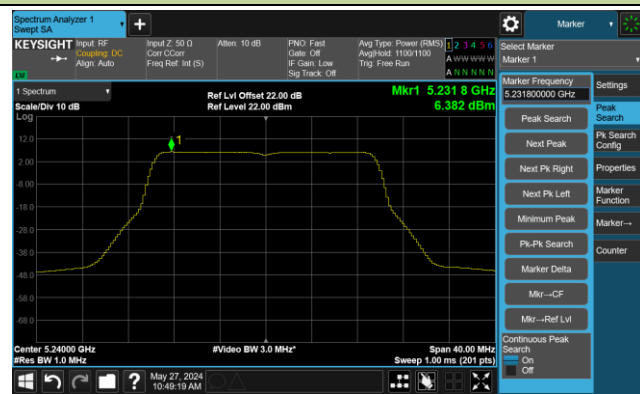 Spectrum Analyzer 1
Swept SA
+
Marker
KEYSIGHT
Input: RF
Coupling: DC
Align: Auto
Input Z: 50 Ω
Corr CCorr
Freq Ref: Int (S)
Atten: 10 dB
PNO: Fast
Gate: Off
IF Gain: Low
Sig Track: Off
Avg Type: Power (RMS)
Avg|Hold: 1100/1100
Trig: Free Run
1 2 3 4 5 6
A W W W W W
A N N N N N
LW
Select Marker
Marker 1
1 Spectrum
Scale/Div 10 dB
Log
Ref Lvl Offset 22.00 dB
Ref Level 22.00 dBm
Mkr1 5.231 8 GHz
6.382 dBm
12.0
2.00
-8.00
-18.0
-28.0
-38.0
-48.0
-58.0
-68.0
1
Center 5.24000 GHz
#Res BW 1.0 MHz
#Video BW 3.0 MHz*
Span 40.00 MHz
Sweep 1.00 ms (201 pts)
Marker Frequency
5.231800000 GHz
Peak Search
Next Peak
Next Pk Right
Next Pk Left
Minimum Peak
Pk-Pk Search
Marker Delta
Mkr→CF
Mkr→Ref Lvl
Continuous Peak
Search
On
Off
Settings
Peak
Search
Pk Search
Config
Properties
Marker
Function
Marker→
Counter
?
May 27, 2024
10:49:19 AM